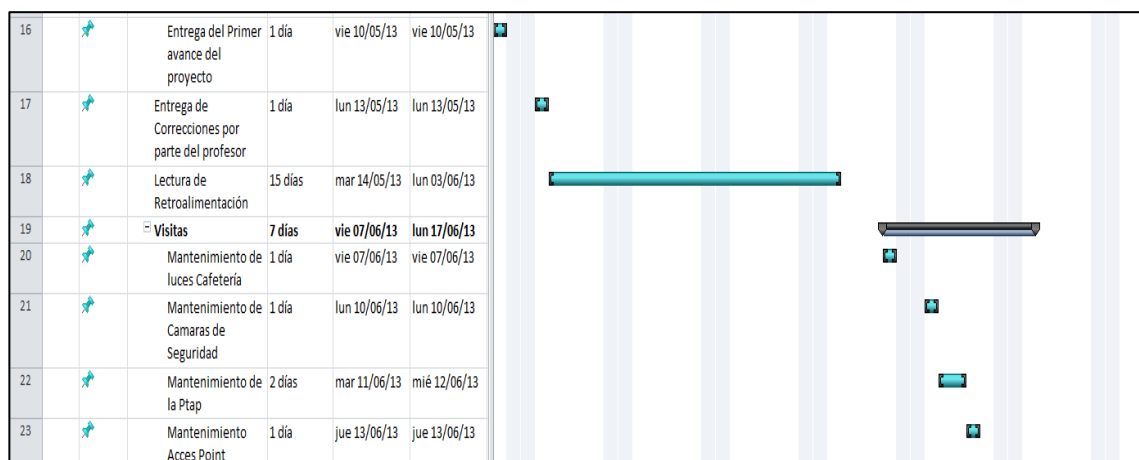 16 Entrega del Primer 1 día vie 10/05/13 vie 10/05/13
avance del
proyecto
17 Entrega de 1 día lun 13/05/13 lun 13/05/13
Correcciones por
parte del profesor
18 Lectura de 15 días mar 14/05/13 lun 03/06/13
Retroalimentación
19 Visitas 7 días vie 07/06/13 lun 17/06/13
20 Mantenimiento de 1 día vie 07/06/13 vie 07/06/13
luces Cafetería
21 Mantenimiento de 1 día lun 10/06/13 lun 10/06/13
Camaras de
Seguridad
22 Mantenimiento de 2 días mar 11/06/13 mié 12/06/13
la Ptap
23 Mantenimiento 1 día jue 13/06/13 jue 13/06/13
Acces Point